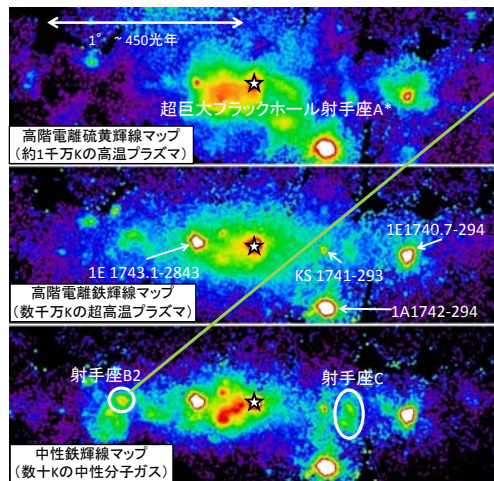 1° ~450光年
超巨大ブラックホール射手座A*
高階電離硫黄輝線マップ
（約1千万Kの高温プラズマ）
1E1740.7-294
1E 1743.1-2843
KS 1741-293
1A1742-294
高階電離鉄輝線マップ
（数千万Kの超高温プラズマ）
射手座B2
射手座C
中性鉄輝線マップ
（数十Kの中性分子ガス）